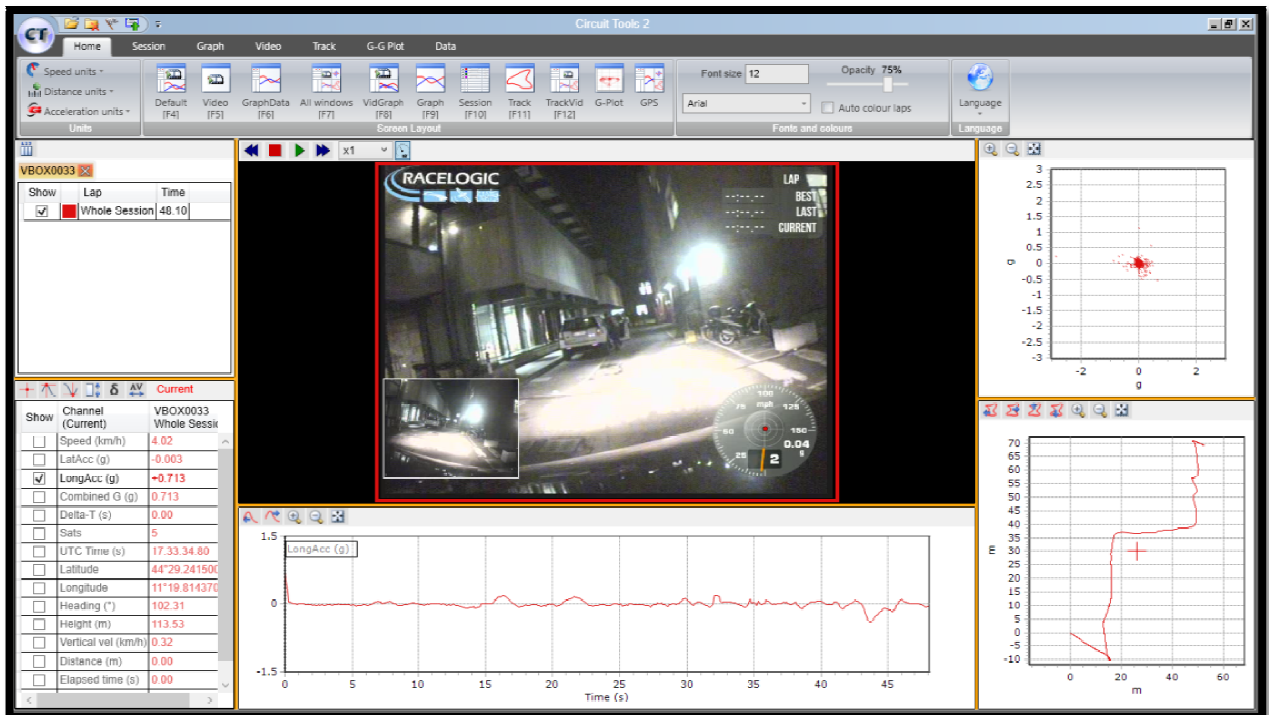 Circuit Tools 2
CT
Home Session Graph Video Track G-G Plot Data
Speed units
Distance units
Acceleration units
Units
Default [F4]
Video [F5]
GraphData [F6]
All windows [F7]
VidGraph [F8]
Graph [F9]
Session [F10]
Track [F11]
TrackVid [F12]
G-Plot
GPS
Screen Layout
Font size 12
Opacity 75%
Arial
Auto colour laps
Fonts and colours
Language
Language
VBOX0033
Show Lap Time
Whole Session 48.10
x1
RACELOGIC
LAP
--:--.-- BEST
--:--.-- LAST
--:--.-- CURRENT
25 50 75 100 125 150
mph
0.04
g
2
3
2.5
2
1.5
1
0.5
0
-0.5
-1
-1.5
-2
-2.5
-3
g
-2 0 2
g
δ AV Current
Show Channel (Current) VBOX0033 Whole Sessic
Speed (km/h) 4.02
LatAcc (g) -0.003
LongAcc (g) +0.713
Combined G (g) 0.713
Delta-T (s) 0.00
Sats 5
UTC Time (s) 17.33.34.80
Latitude 44°29.241500
Longitude 11°19.814370
Heading (°) 102.31
Height (m) 113.53
Vertical vel (km/h) 0.32
Distance (m) 0.00
Elapsed time (s) 0.00
LongAcc (g)
1.5
0
-1.5
0 5 10 15 20 25 30 35 40 45
Time (s)
70
65
60
55
50
45
40
35
30
25
20
15
10
5
0
-5
-10
m
0 20 40 60
m